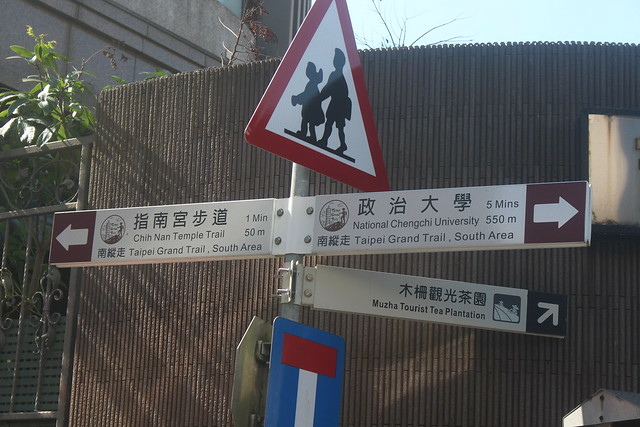 指南宮步道 1 Min
Chih Nan Temple Trail 50 m
南縱走 Taipei Grand Trail , South Area
政治大學 5 Mins
National Chengchi University 550 m
南縱走 Taipei Grand Trail , South Area
木柵觀光茶園
Muzha Tourist Tea Plantation